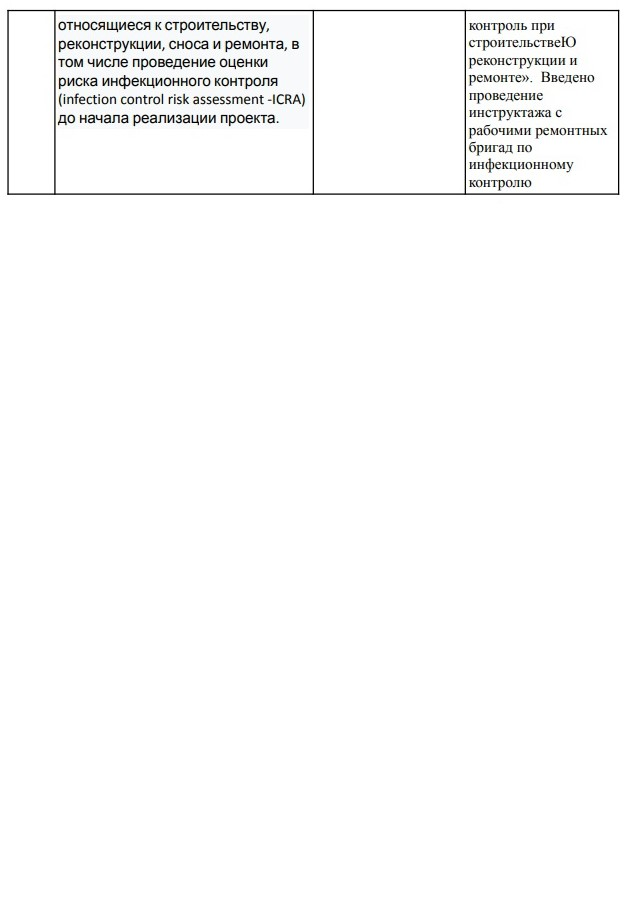 относящиеся к строительству,
реконструкции, сноса и ремонта, в
том числе проведение оценки
риска инфекционного контроля
(infection control risk assessment -ICRA)
до начала реализации проекта.
контроль при
строительствеЮ
реконструкции и
ремонте». Введено
проведение
инструктажа с
рабочими ремонтных
бригад по
инфекционному
контролю